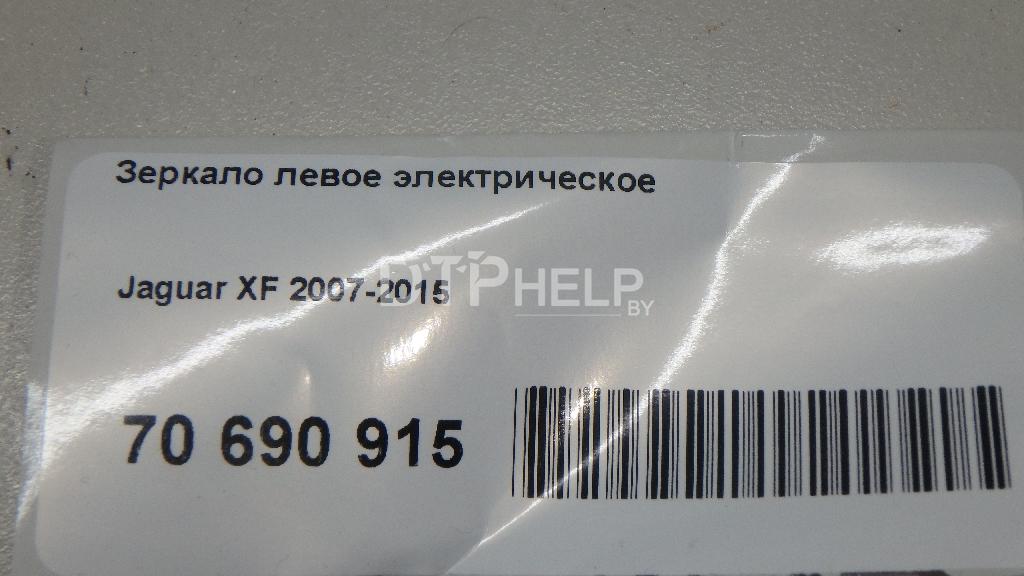 Зеркало левое электрическое
Jaguar XF 2007-2015
DTPHELP
.BY
70 690 915